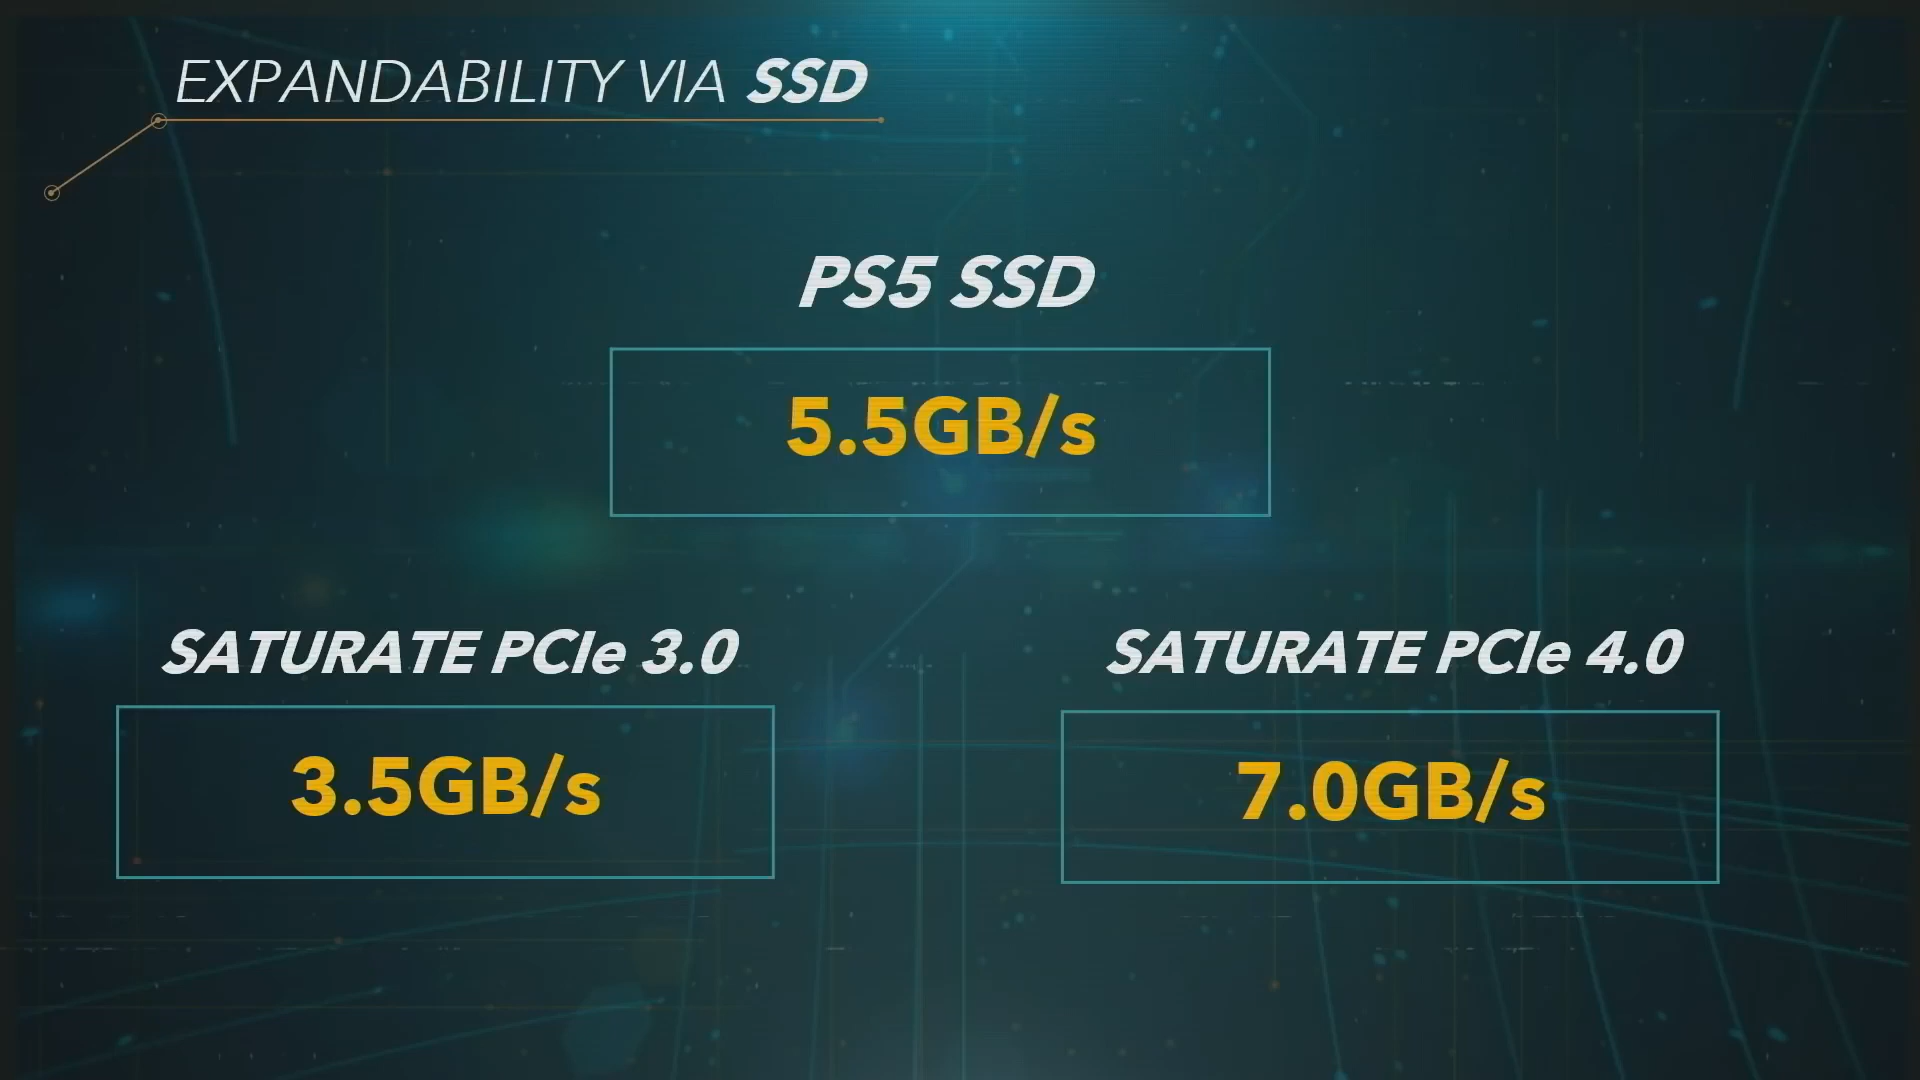 EXPANDABILITY VIA SSD
PS5 SSD
5.5GB/s
SATURATE PCIe 3.0
3.5GB/s
SATURATE PCIe 4.0
7.0GB/s